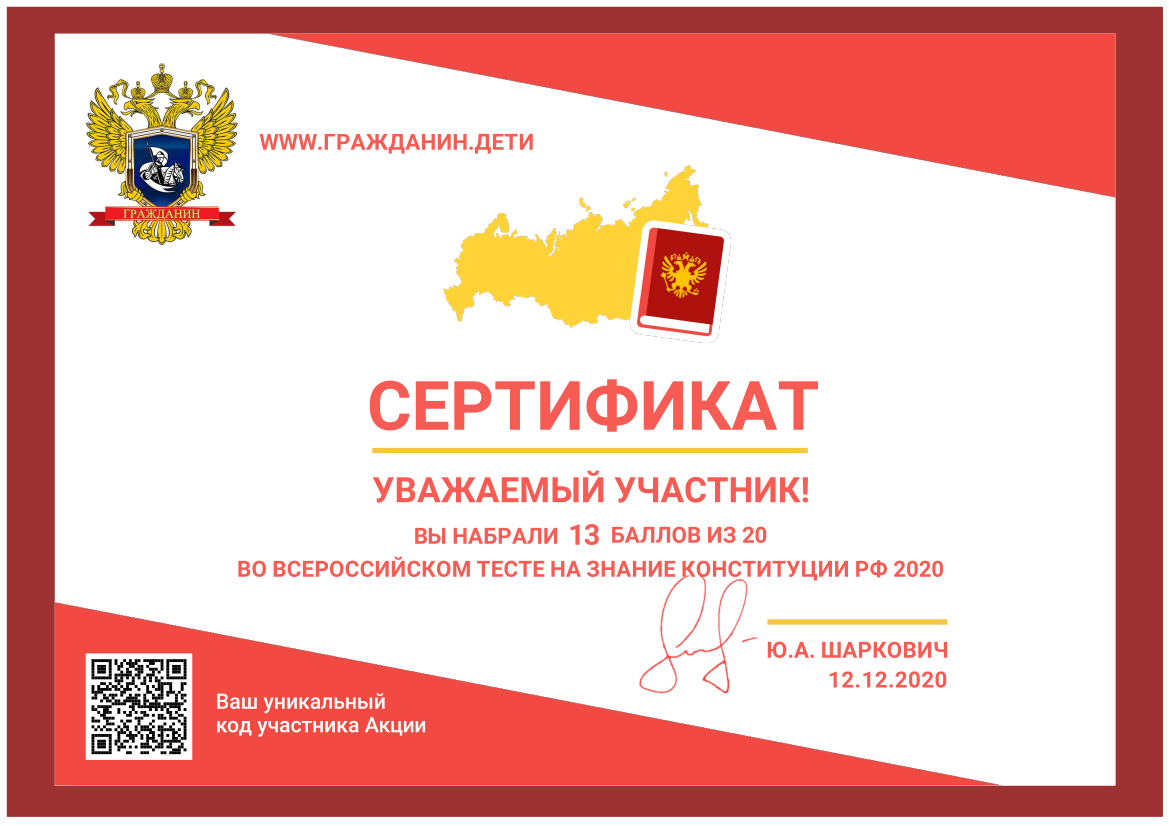 WWW.ГРАЖДАНИН.ДЕТИ
ГРАЖДАНИН
СЕРТИФИКАТ
УВАЖАЕМЫЙ УЧАСТНИК!
ВЫ НАБРАЛИ 13 БАЛЛОВ ИЗ 20
ВО ВСЕРОССИЙСКОМ ТЕСТЕ НА ЗНАНИЕ КОНСТИТУЦИИ РФ 2020
Ю.А. ШАРКОВИЧ
12.12.2020
Ваш уникальный
код участника Акции